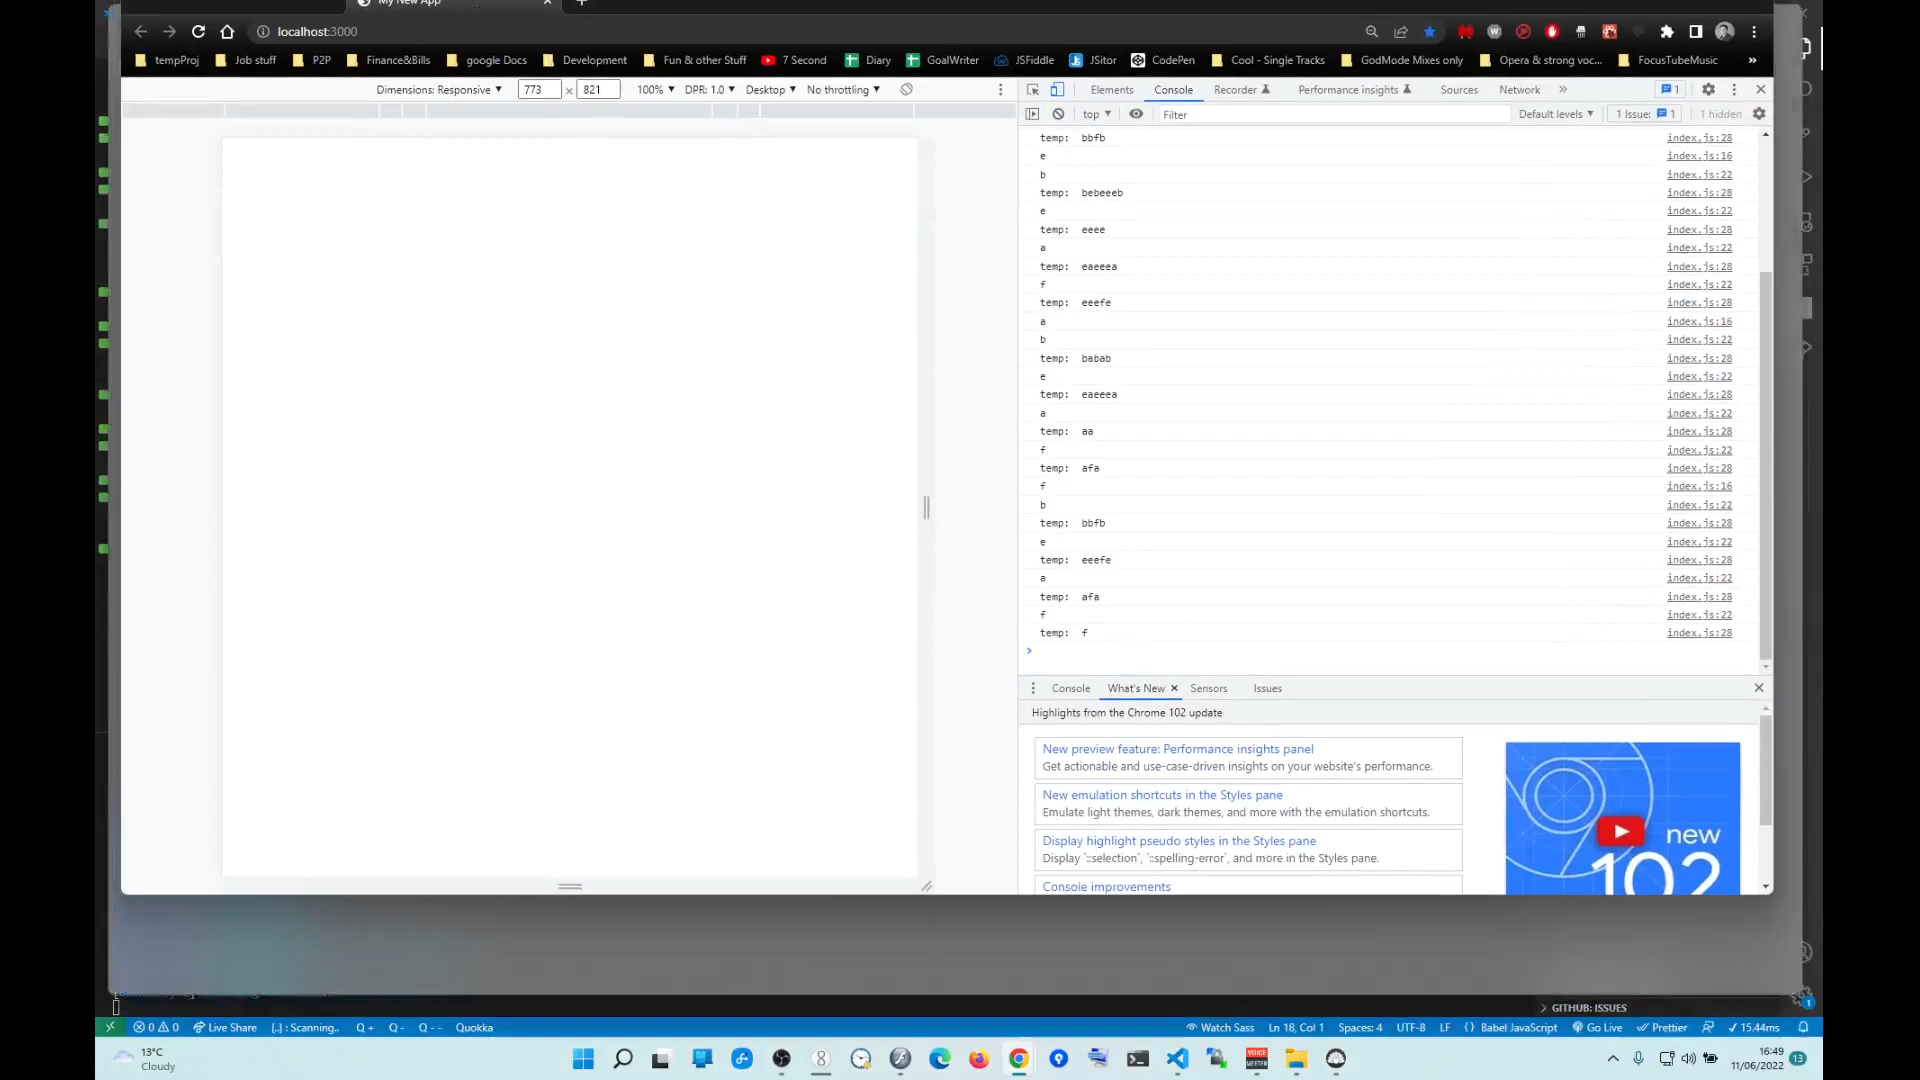 My New App
localhost:3000
tempProj Job stuff P2P Finance&Bills google Docs Development Fun & other Stuff 7 Second Diary GoalWriter JSFiddle JSitor CodePen Cool - Single Tracks GodMode Mixes only Opera & strong voc... FocusTubeMusic »
Dimensions: Responsive 773 × 821 100% DPR: 1.0 Desktop No throttling
Elements Console Recorder Performance insights Sources Network » 1
top Filter Default levels 1 Issue: 1 1 hidden
temp: bbfb index.js:28
e index.js:16
b index.js:22
temp: bebeeeb index.js:28
e index.js:22
temp: eeee index.js:28
a index.js:22
temp: eaeeea index.js:28
f index.js:22
temp: eeefe index.js:28
a index.js:16
b index.js:22
temp: babab index.js:28
e index.js:22
temp: eaeeea index.js:28
a index.js:22
temp: aa index.js:28
f index.js:22
temp: afa index.js:28
f index.js:16
b index.js:22
temp: bbfb index.js:28
e index.js:22
temp: eeefe index.js:28
a index.js:22
temp: afa index.js:28
f index.js:22
temp: f index.js:28
Console What's New Sensors Issues
Highlights from the Chrome 102 update
New preview feature: Performance insights panel
Get actionable and use-case-driven insights on your website's performance.
New emulation shortcuts in the Styles pane
Emulate light themes, dark themes, and more with the emulation shortcuts.
Display highlight pseudo styles in the Styles pane
Display `::selection`, `::spelling-error`, and more in the Styles pane.
Console improvements
new
102
GITHUB: ISSUES
1
0 0 Live Share [..] : Scanning.. Q + Q - Q - - Quokka Watch Sass Ln 18, Col 1 Spaces: 4 UTF-8 LF {} Babel JavaScript Go Live Prettier 15.44ms
13°C
Cloudy
VOICE
MEETER
16:49
11/06/2022
13